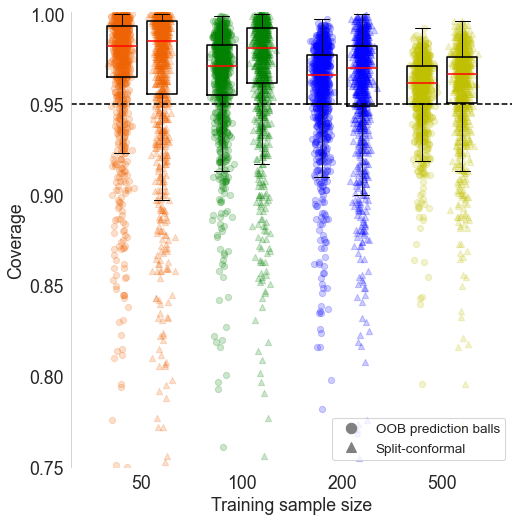 1.00
0.95
0.90
0.85
0.80
0.75
Coverage
50 100 200 500
Training sample size
OOB prediction balls
Split-conformal